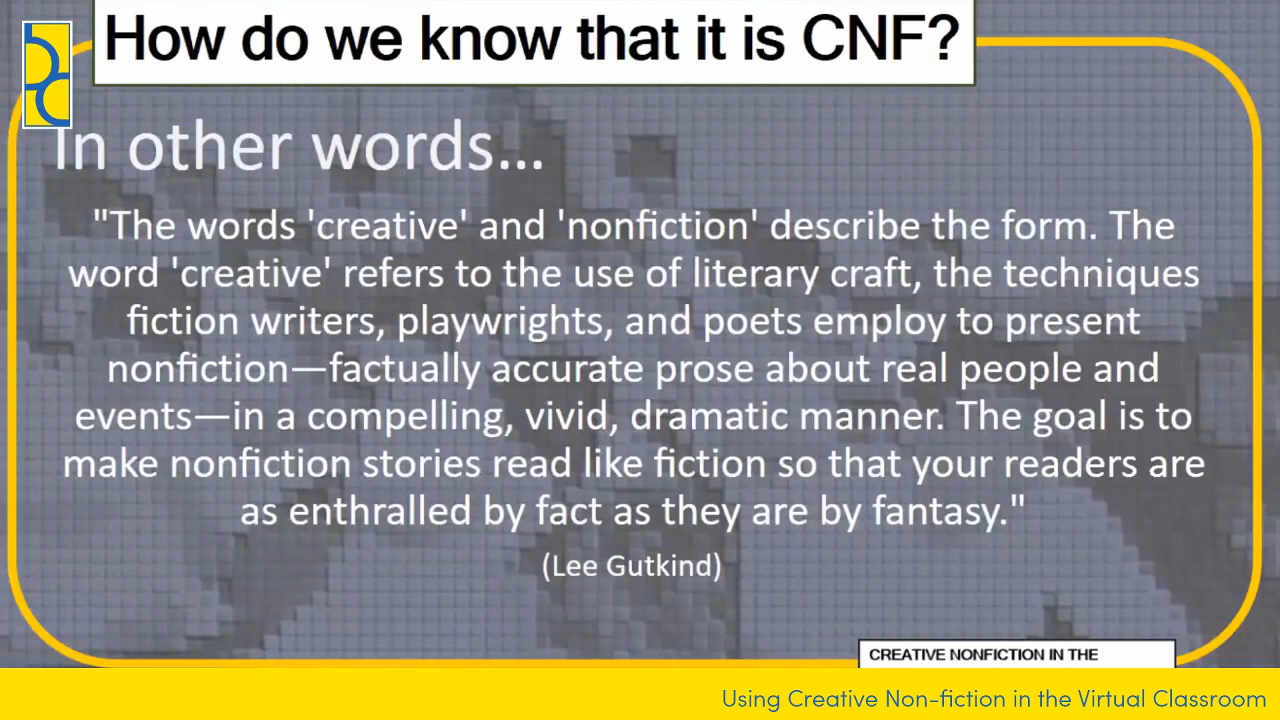 How do we know that it is CNF?
In other words...
"The words 'creative' and 'nonfiction' describe the form. The
word 'creative' refers to the use of literary craft, the techniques
fiction writers, playwrights, and poets employ to present
nonfiction—factually accurate prose about real people and
events—in a compelling, vivid, dramatic manner. The goal is to
make nonfiction stories read like fiction so that your readers are
as enthralled by fact as they are by fantasy."
(Lee Gutkind)
CREATIVE NONFICTION IN THE
Using Creative Non-fiction in the Virtual Classroom